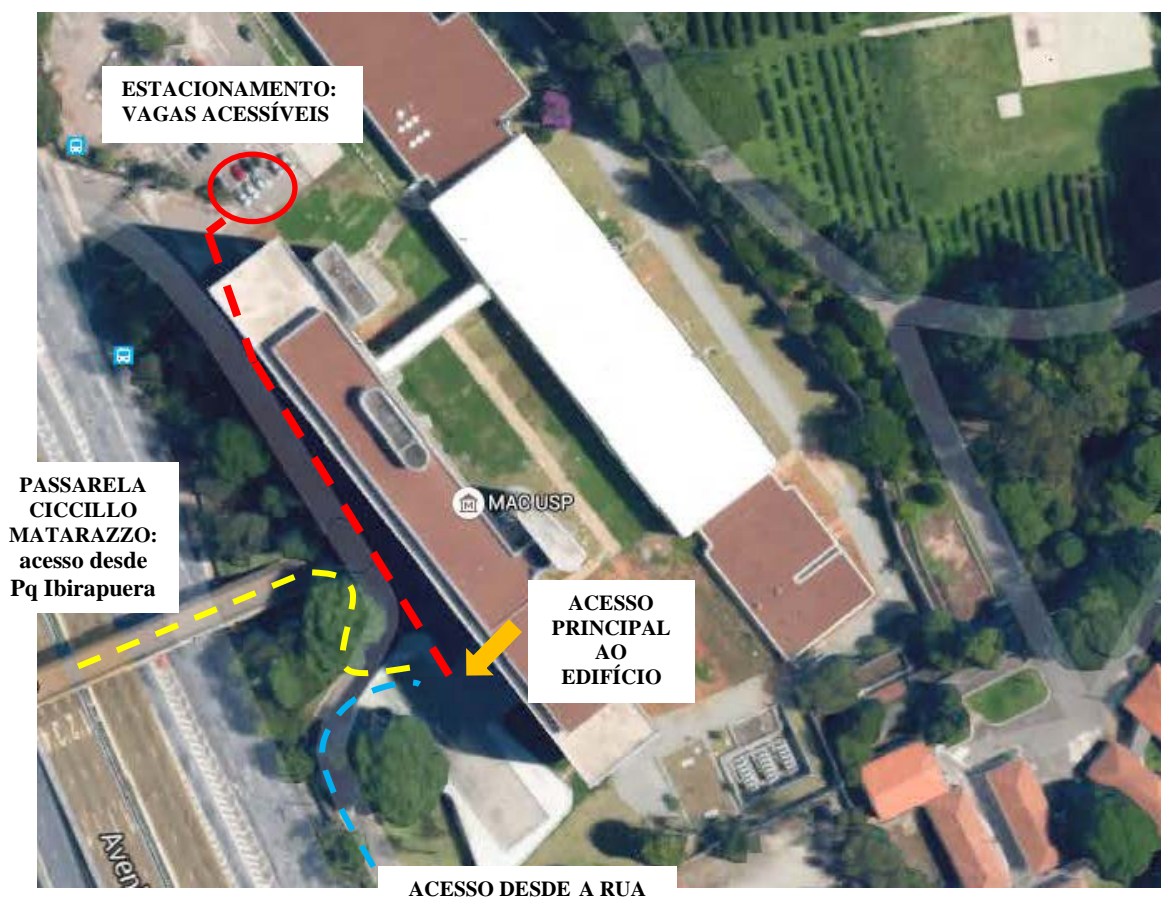 ESTACIONAMENTO:
VAGAS ACESSÍVEIS
MAC USP
PASSARELA
CICCILLO
MATARAZZO:
acesso desde
Pq Ibirapuera
ACESSO
PRINCIPAL
AO
EDIFÍCIO
Aveni
ACESSO DESDE A RUA